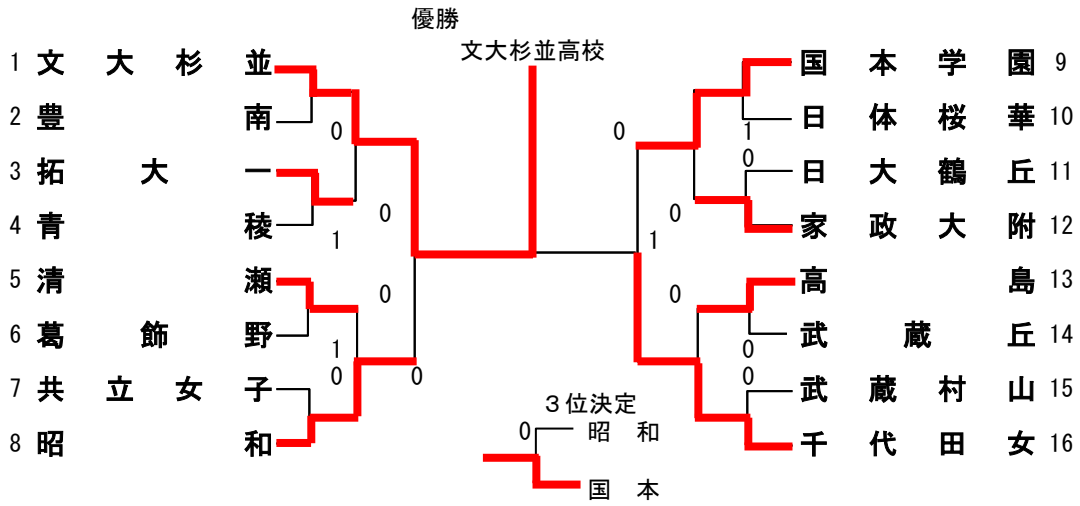 優勝
文大杉並高校
1 文大杉並
2 豊南
0
3 拓大一
4 青稜
1
0
5 清瀬
0
6 葛飾野
1
7 共立女子
0
0
8 昭和
国本学園 9
0
日体桜華 10
1
0
日大鶴丘 11
0
家政大附 12
1
高島 13
0
武蔵丘 14
0
0
武蔵村山 15
千代田女 16
3位決定
0 昭和
国本